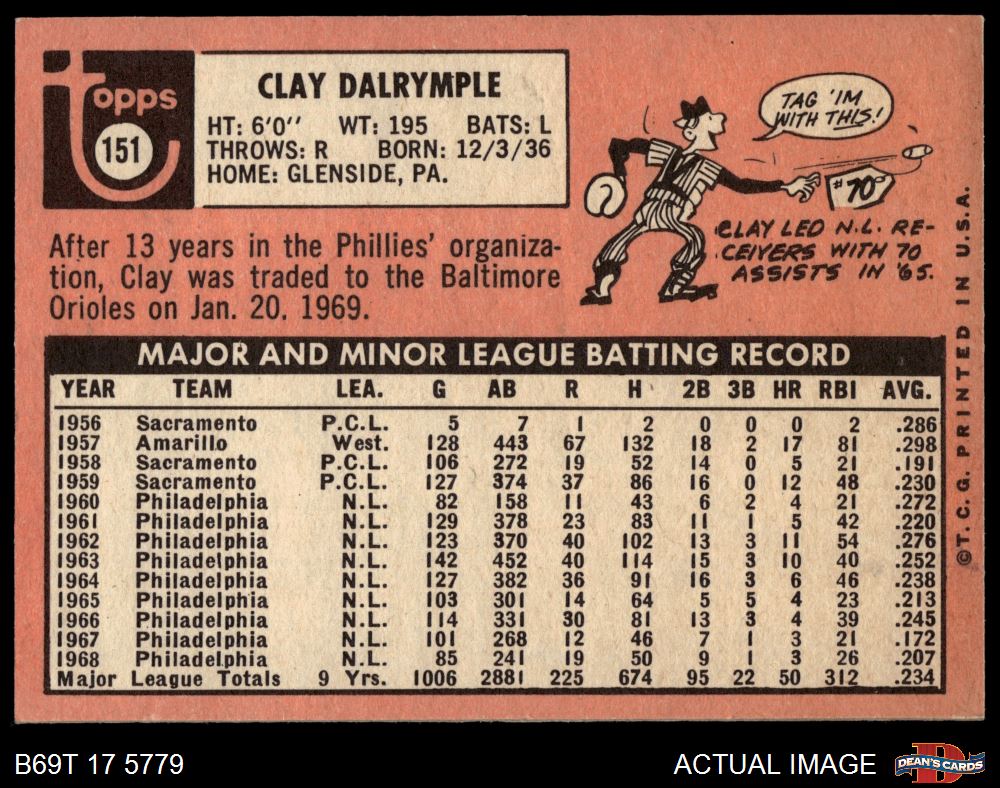 topps
151
CLAY DALRYMPLE
HT: 6'0" WT: 195 BATS: L
THROWS: R BORN: 12/3/36
HOME: GLENSIDE, PA.
TAG 'IM
WITH THIS!
#70
CLAY LED N.L. RE-
CEIVERS WITH 70
ASSISTS IN '65.
After 13 years in the Phillies' organiza-
tion, Clay was traded to the Baltimore
Orioles on Jan. 20, 1969.
MAJOR AND MINOR LEAGUE BATTING RECORD
YEAR TEAM LEA. G AB R H 2B 3B HR RBI AVG.
1956 Sacramento P.C.L. 5 7 1 2 0 0 0 2 .286
1957 Amarillo West. 128 443 67 132 18 2 17 81 .298
1958 Sacramento P.C.L. 106 272 19 52 14 0 5 21 .191
1959 Sacramento P.C.L. 127 374 37 86 16 0 12 48 .230
1960 Philadelphia N.L. 82 158 11 43 6 2 4 21 .272
1961 Philadelphia N.L. 129 378 23 83 11 1 5 42 .220
1962 Philadelphia N.L. 123 370 40 102 13 3 11 54 .276
1963 Philadelphia N.L. 142 452 40 114 15 3 10 40 .252
1964 Philadelphia N.L. 127 382 36 91 16 3 6 46 .238
1965 Philadelphia N.L. 103 301 14 64 5 5 4 23 .213
1966 Philadelphia N.L. 114 331 30 81 13 3 4 39 .245
1967 Philadelphia N.L. 101 268 12 46 7 1 3 21 .172
1968 Philadelphia N.L. 85 241 19 50 9 1 3 26 .207
Major League Totals 9 Yrs. 1006 2881 225 674 95 22 50 312 .234
©T.C.G. PRINTED IN U.S.A.
B69T 17 5779
ACTUAL IMAGE
D
DEAN'S CARDS